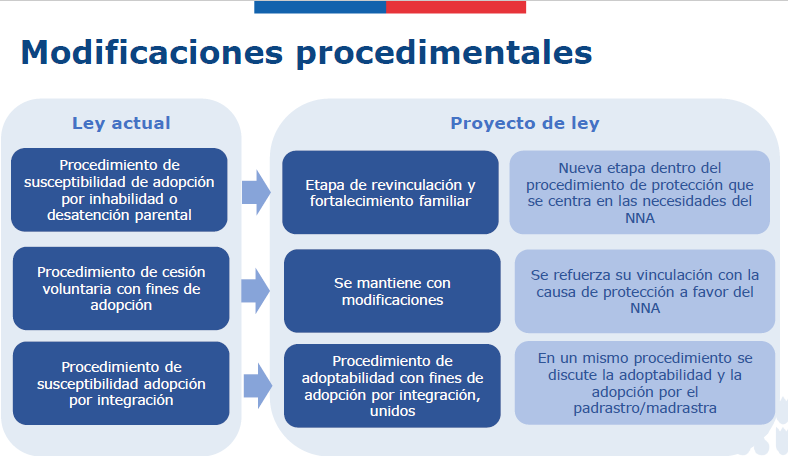 Modificaciones procedimentales
Ley actual
Proyecto de ley
Procedimiento de
susceptibilidad de adopción
por inhabilidad o
desatención parental
Etapa de revinculación y
fortalecimiento familiar
Nueva etapa dentro del
procedimiento de protección que
se centra en las necesidades del
NNA
Procedimiento de cesión
voluntaria con fines de
adopción
Se mantiene con
modificaciones
Se refuerza su vinculación con la
causa de protección a favor del
NNA
Procedimiento de
susceptibilidad adopción
por integración
Procedimiento de
adoptabilidad con fines de
adopción por integración,
unidos
En un mismo procedimiento se
discute la adoptabilidad y la
adopción por el
padrastro/madrastra